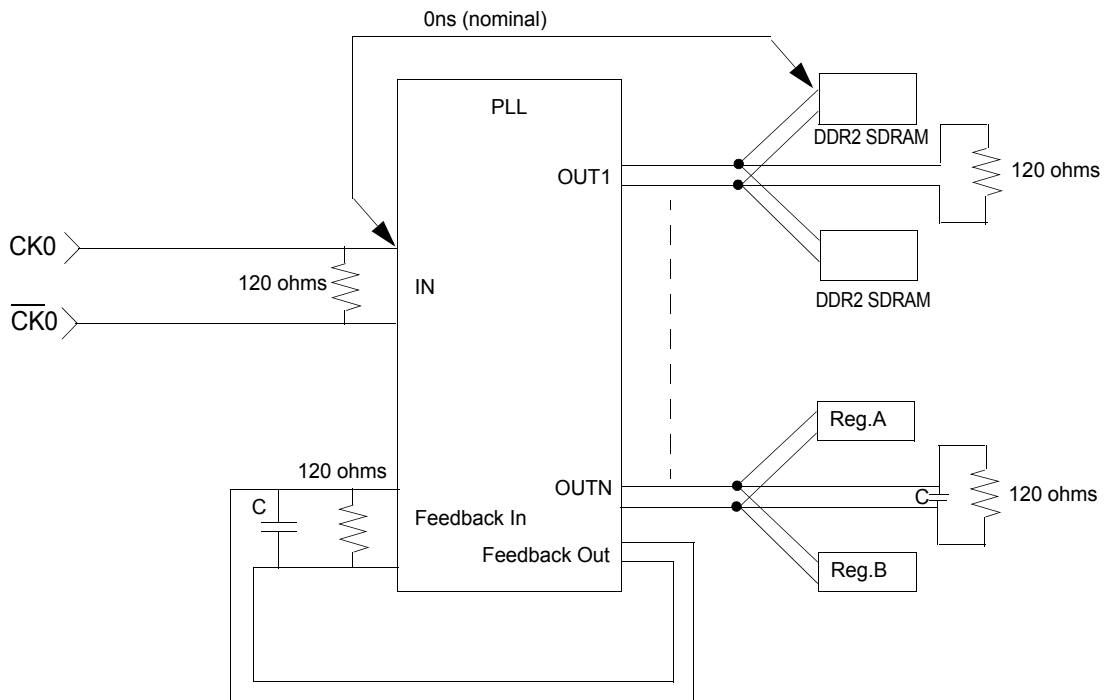 0ns (nominal)
PLL
DDR2 SDRAM
OUT1
120 ohms
CK0
120 ohms
IN
C̅K̅0
DDR2 SDRAM
Reg.A
120 ohms
OUTN
C
120 ohms
C
Feedback In
Feedback Out
Reg.B